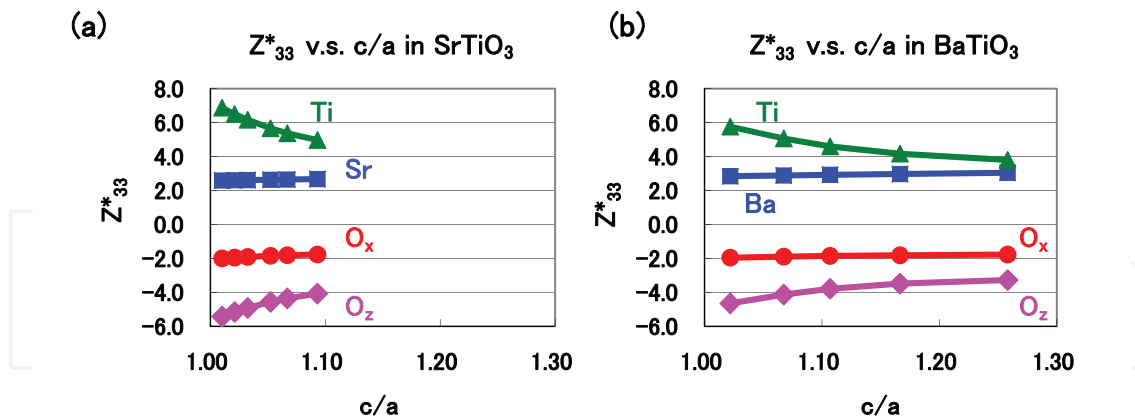 (a)
Z*33 v.s. c/a in SrTiO3
8.0
6.0
4.0
2.0
0.0
−2.0
−4.0
−6.0
Z*33
Ti
Sr
Ox
Oz
1.00
1.10
1.20
1.30
c/a
(b)
Z*33 v.s. c/a in BaTiO3
8.0
6.0
4.0
2.0
0.0
−2.0
−4.0
−6.0
Z*33
Ti
Ba
Ox
Oz
1.00
1.10
1.20
1.30
c/a